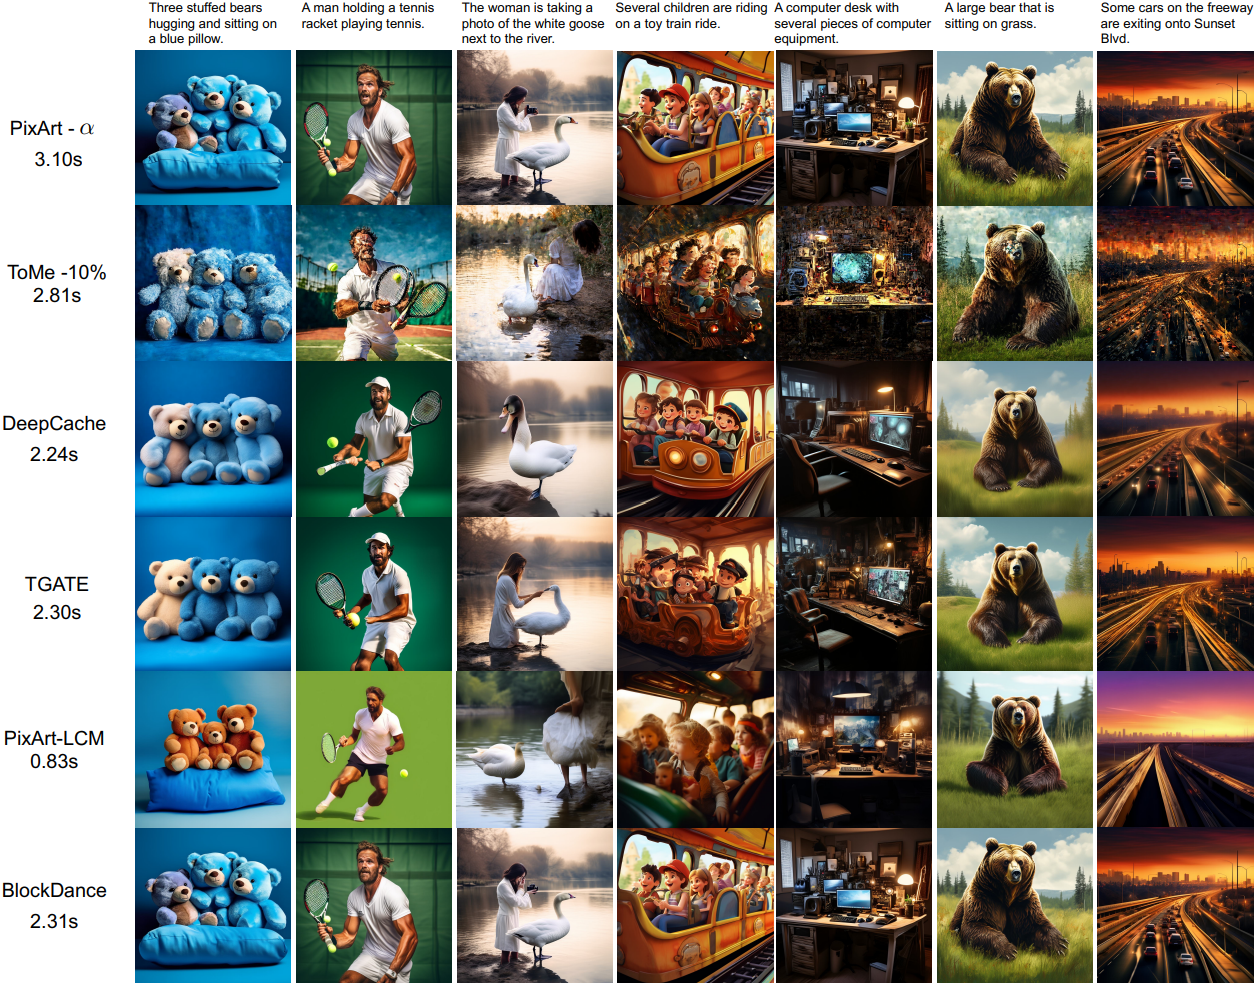 Three stuffed bears
hugging and sitting on
a blue pillow.
A man holding a tennis
racket playing tennis.
The woman is taking a
photo of the white goose
next to the river.
Several children are riding
on a toy train ride.
A computer desk with
several pieces of computer
equipment.
A large bear that is
sitting on grass.
Some cars on the freeway
are exiting onto Sunset
Blvd.
PixArt - α
3.10s
ToMe -10%
2.81s
DeepCache
2.24s
TGATE
2.30s
PixArt-LCM
0.83s
BlockDance
2.31s